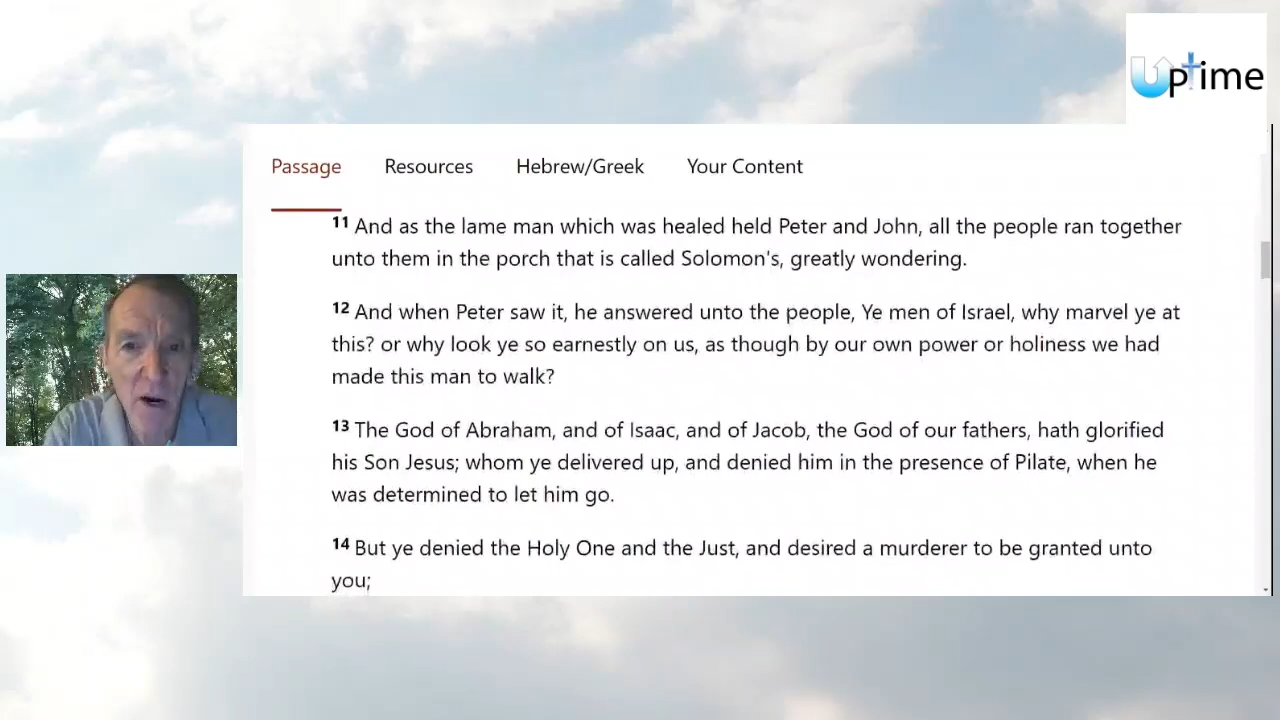 Uptime
Passage Resources Hebrew/Greek Your Content
11 And as the lame man which was healed held Peter and John, all the people ran together
unto them in the porch that is called Solomon's, greatly wondering.
12 And when Peter saw it, he answered unto the people, Ye men of Israel, why marvel ye at
this? or why look ye so earnestly on us, as though by our own power or holiness we had
made this man to walk?
13 The God of Abraham, and of Isaac, and of Jacob, the God of our fathers, hath glorified
his Son Jesus; whom ye delivered up, and denied him in the presence of Pilate, when he
was determined to let him go.
14 But ye denied the Holy One and the Just, and desired a murderer to be granted unto
you;